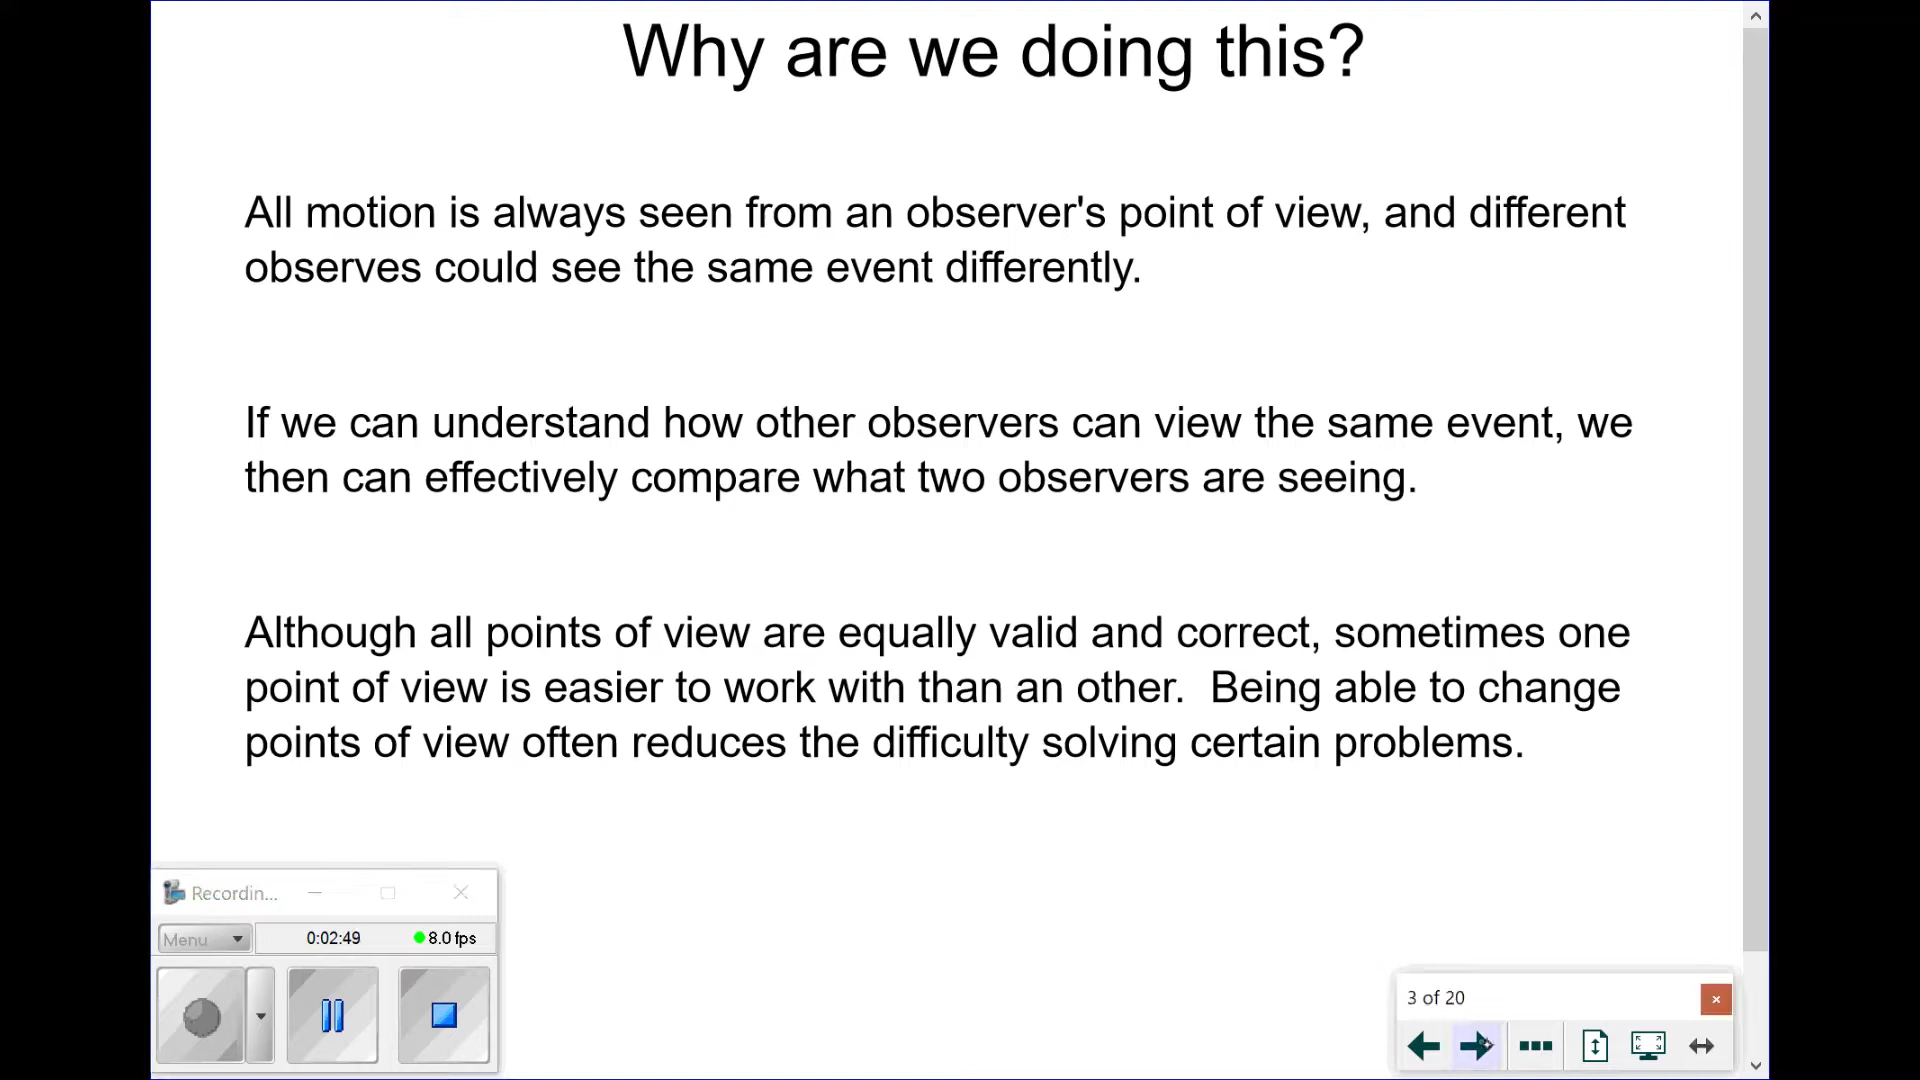 Why are we doing this?
All motion is always seen from an observer's point of view, and different
observes could see the same event differently.
If we can understand how other observers can view the same event, we
then can effectively compare what two observers are seeing.
Although all points of view are equally valid and correct, sometimes one
point of view is easier to work with than an other.  Being able to change
points of view often reduces the difficulty solving certain problems.
Recordin...
Menu 0:02:49 8.0 fps
3 of 20